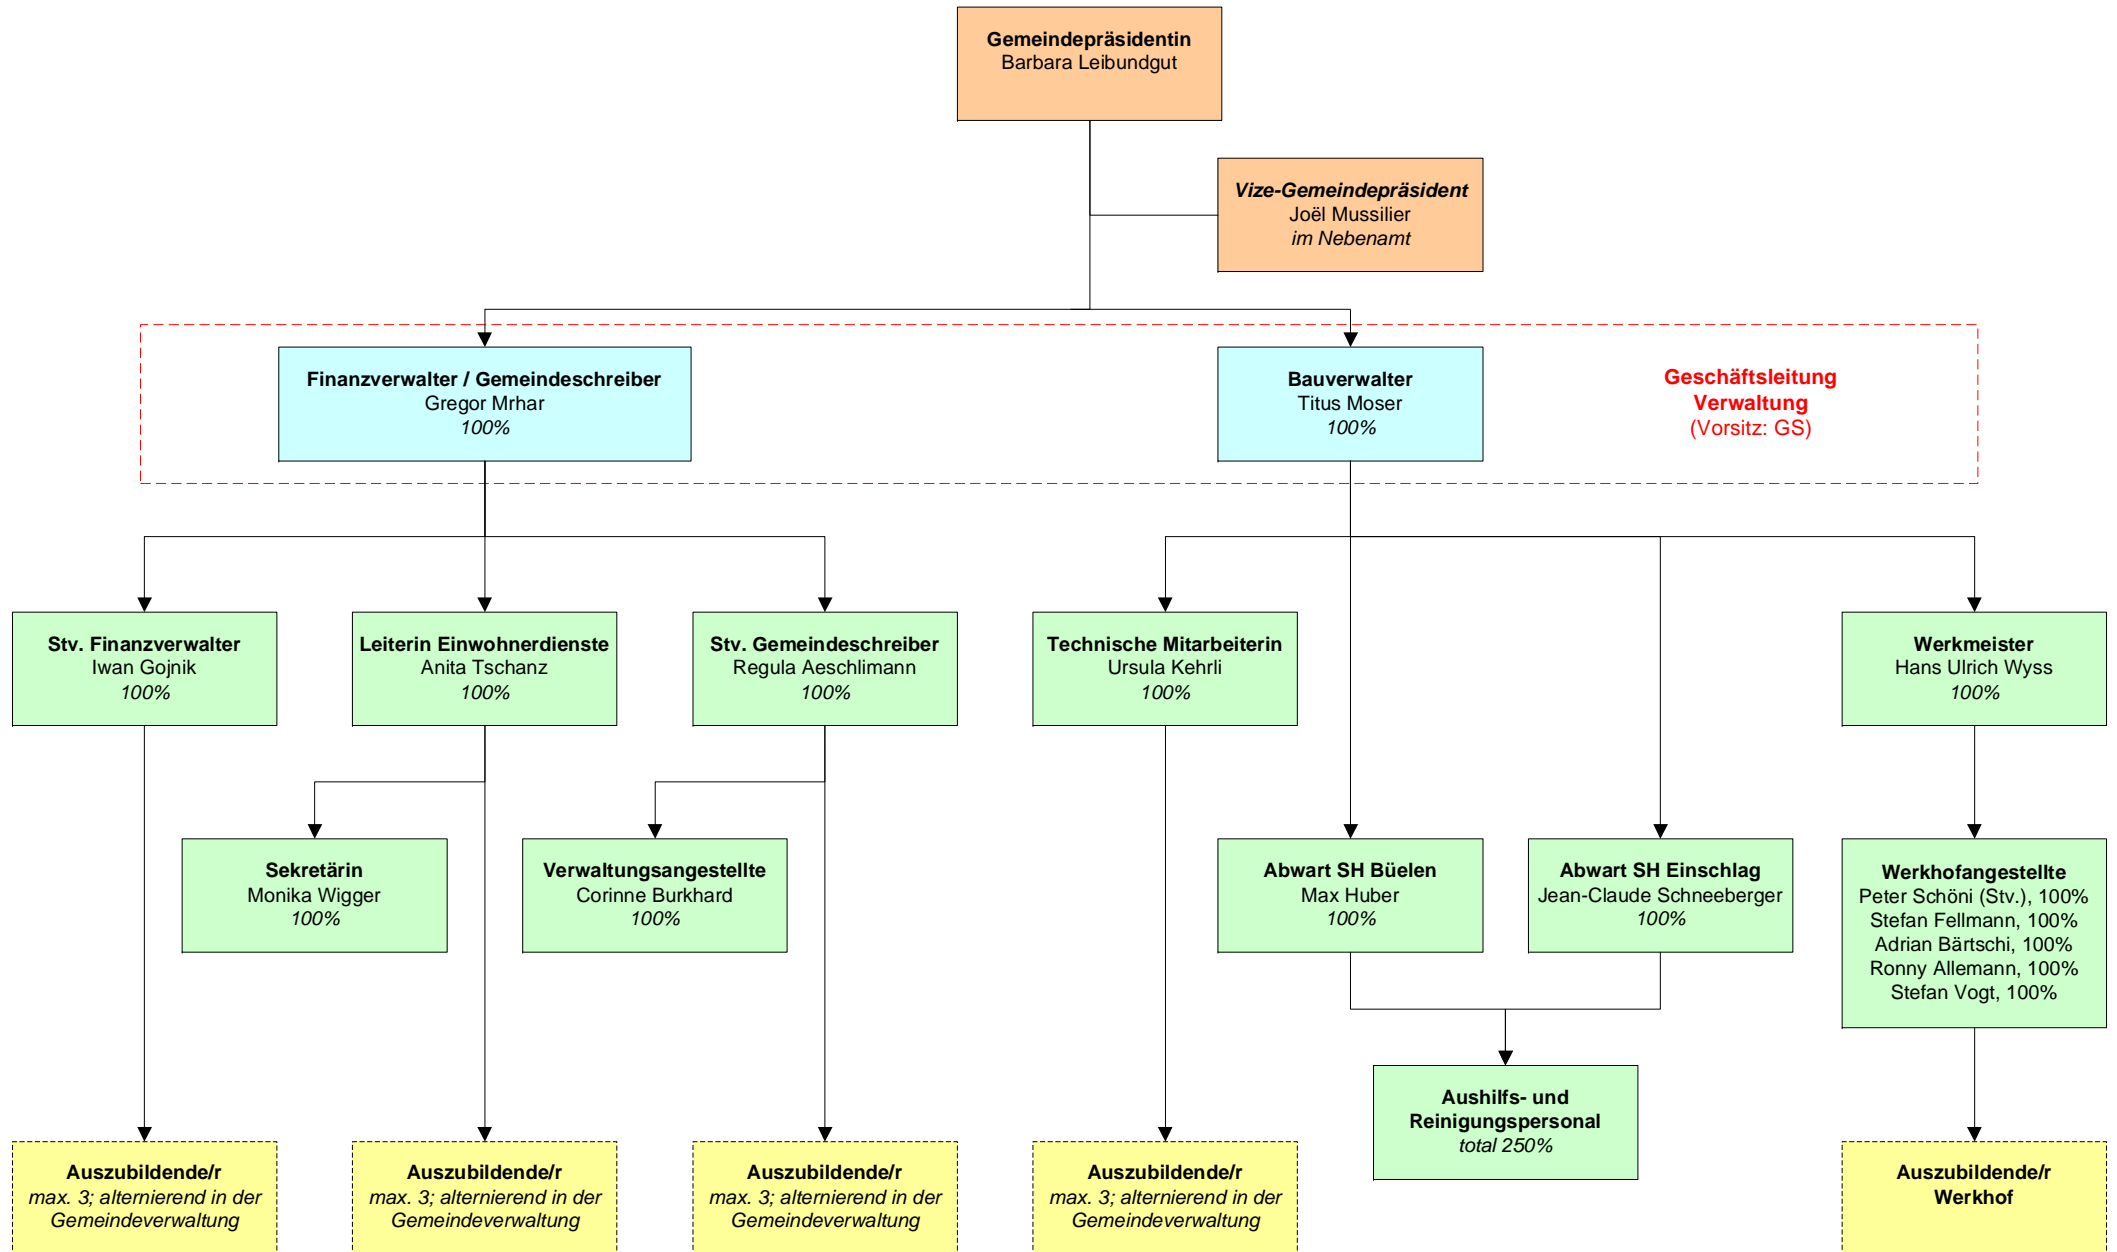 Gemeindepräsidentin
Barbara Leibundgut
Vize-Gemeindepräsident
Joël Mussilier
im Nebenamt
Finanzverwalter / Gemeindeschreiber
Gregor Mrhar
100%
Bauverwalter
Titus Moser
100%
Geschäftsleitung
Verwaltung
(Vorsitz: GS)
Stv. Finanzverwalter
Iwan Gojnik
100%
Leiterin Einwohnerdienste
Anita Tschanz
100%
Stv. Gemeindeschreiber
Regula Aeschlimann
100%
Technische Mitarbeiterin
Ursula Kehrli
100%
Werkmeister
Hans Ulrich Wyss
100%
Sekretärin
Monika Wigger
100%
Verwaltungsangestellte
Corinne Burkhard
100%
Abwart SH Büelen
Max Huber
100%
Abwart SH Einschlag
Jean-Claude Schneeberger
100%
Werkhofangestellte
Peter Schöni (Stv.), 100%
Stefan Fellmann, 100%
Adrian Bärtschi, 100%
Ronny Allemann, 100%
Stefan Vogt, 100%
Aushilfs- und
Reinigungspersonal
total 250%
Auszubildende/r
max. 3; alternierend in der
Gemeindeverwaltung
Auszubildende/r
max. 3; alternierend in der
Gemeindeverwaltung
Auszubildende/r
max. 3; alternierend in der
Gemeindeverwaltung
Auszubildende/r
max. 3; alternierend in der
Gemeindeverwaltung
Auszubildende/r
Werkhof